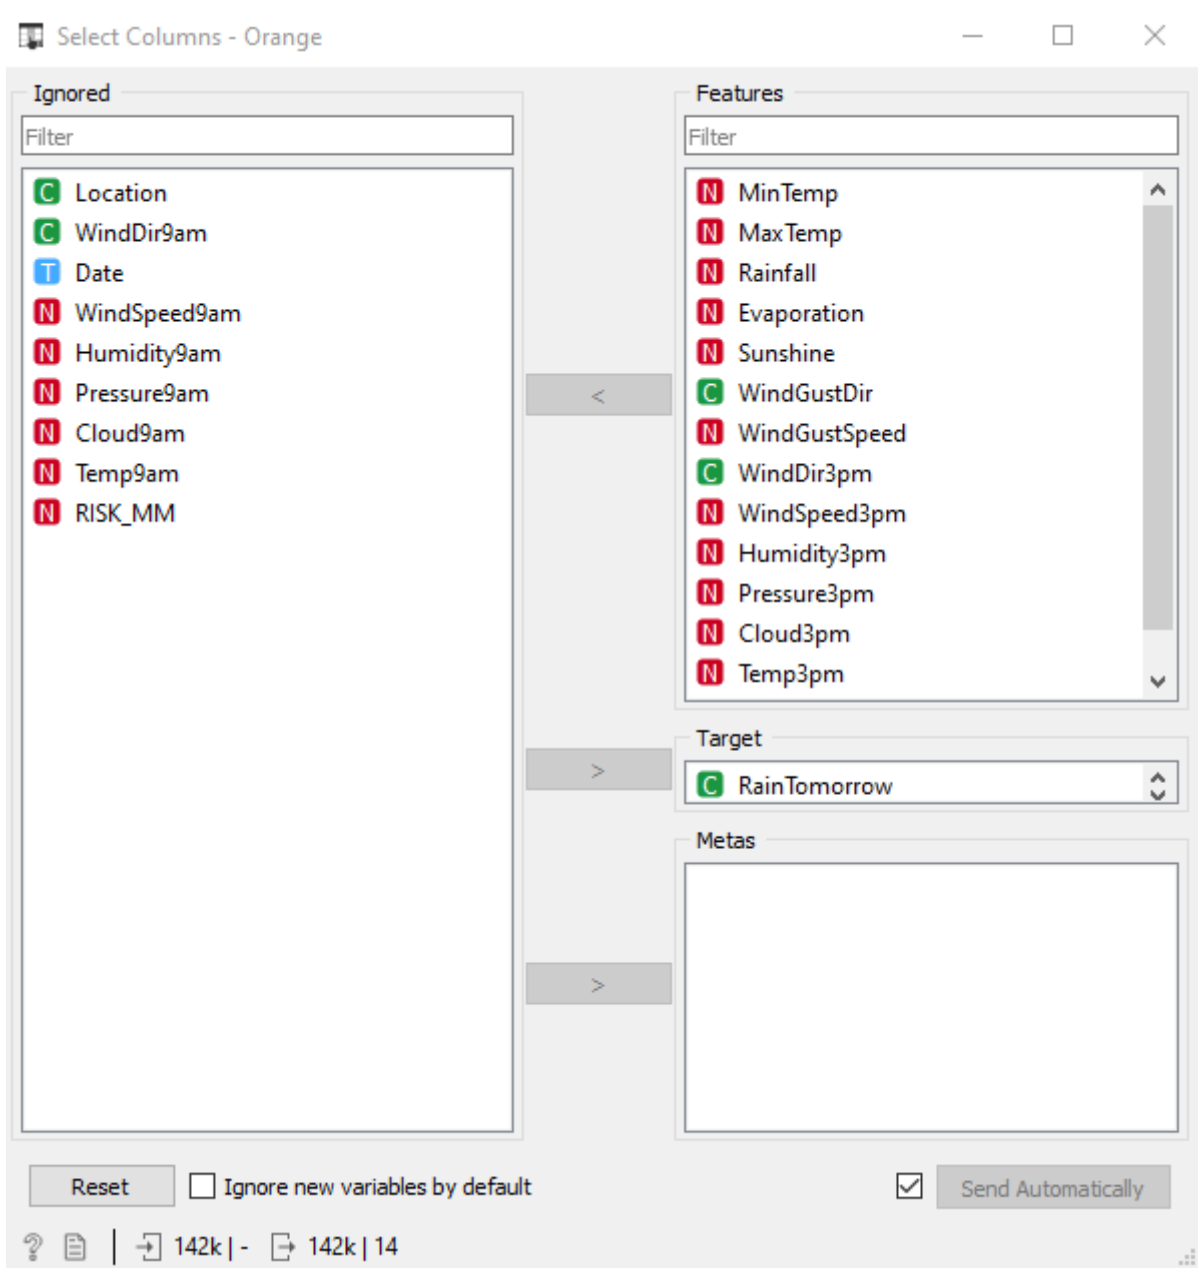 Select Columns - Orange
Ignored
Filter
C Location
C WindDir9am
T Date
N WindSpeed9am
N Humidity9am
N Pressure9am
N Cloud9am
N Temp9am
N RISK_MM
<
>
>
Features
Filter
N MinTemp
N MaxTemp
N Rainfall
N Evaporation
N Sunshine
C WindGustDir
N WindGustSpeed
C WindDir3pm
N WindSpeed3pm
N Humidity3pm
N Pressure3pm
N Cloud3pm
N Temp3pm
Target
C RainTomorrow
Metas
Reset Ignore new variables by default Send Automatically
? 142k | - 142k | 14